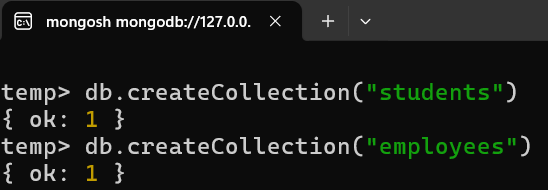 mongosh mongodb://127.0.0.
temp> db.createCollection("students")
{ ok: 1 }
temp> db.createCollection("employees")
{ ok: 1 }